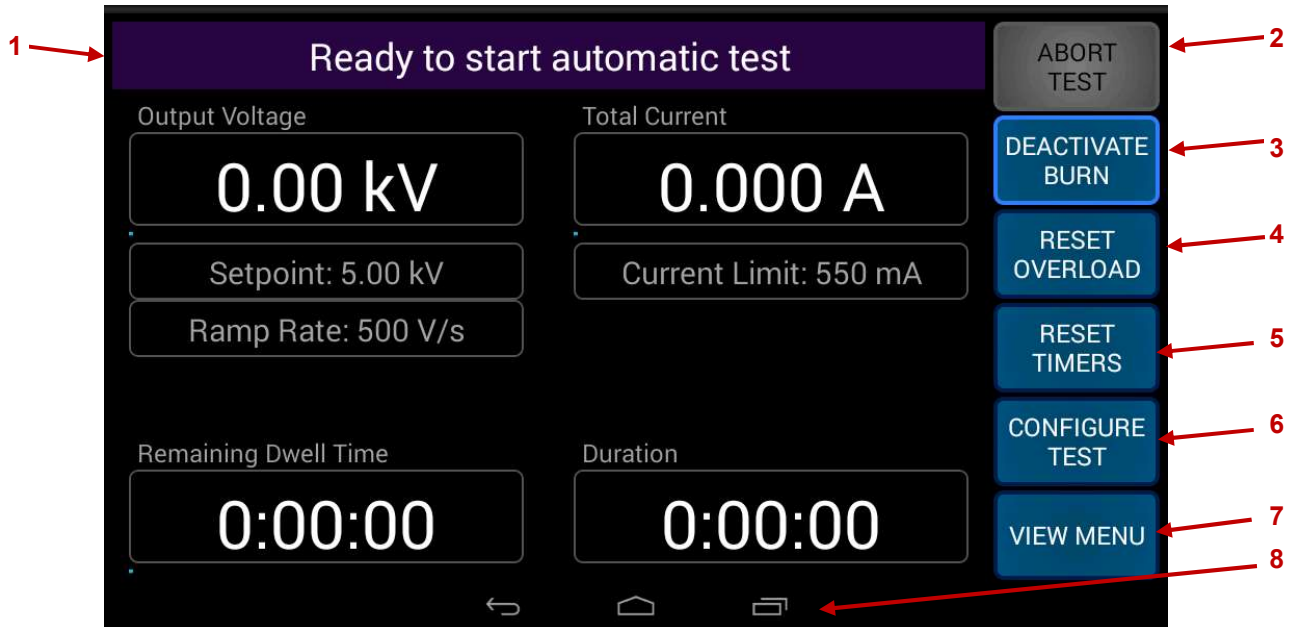 1
Ready to start automatic test
ABORT
TEST
2
Output Voltage
Total Current
0.00 kV
0.000 A
DEACTIVATE
BURN
3
Setpoint: 5.00 kV
Current Limit: 550 mA
RESET
OVERLOAD
4
Ramp Rate: 500 V/s
RESET
TIMERS
5
CONFIGURE
TEST
6
Remaining Dwell Time
Duration
0:00:00
0:00:00
VIEW MENU
7
8